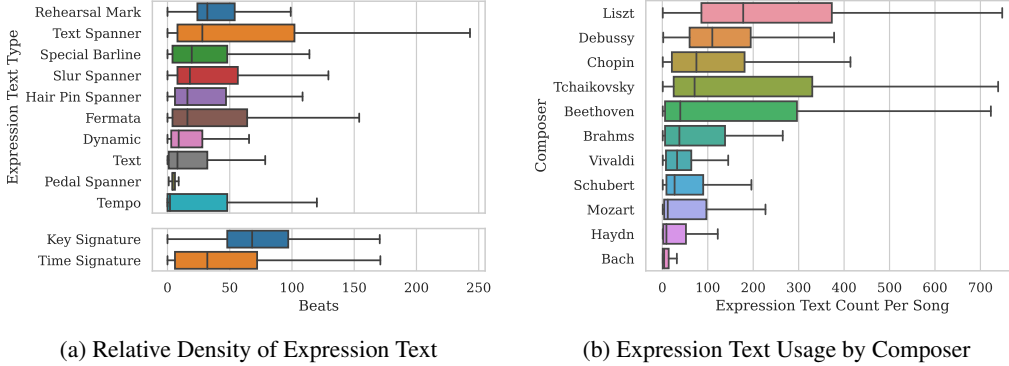 Expression Text Type
Rehearsal Mark
Text Spanner
Special Barline
Slur Spanner
Hair Pin Spanner
Fermata
Dynamic
Text
Pedal Spanner
Tempo
Key Signature
Time Signature
0 50 100 150 200 250
Beats
(a) Relative Density of Expression Text
Composer
Liszt
Debussy
Chopin
Tchaikovsky
Beethoven
Brahms
Vivaldi
Schubert
Mozart
Haydn
Bach
0 100 200 300 400 500 600 700
Expression Text Count Per Song
(b) Expression Text Usage by Composer